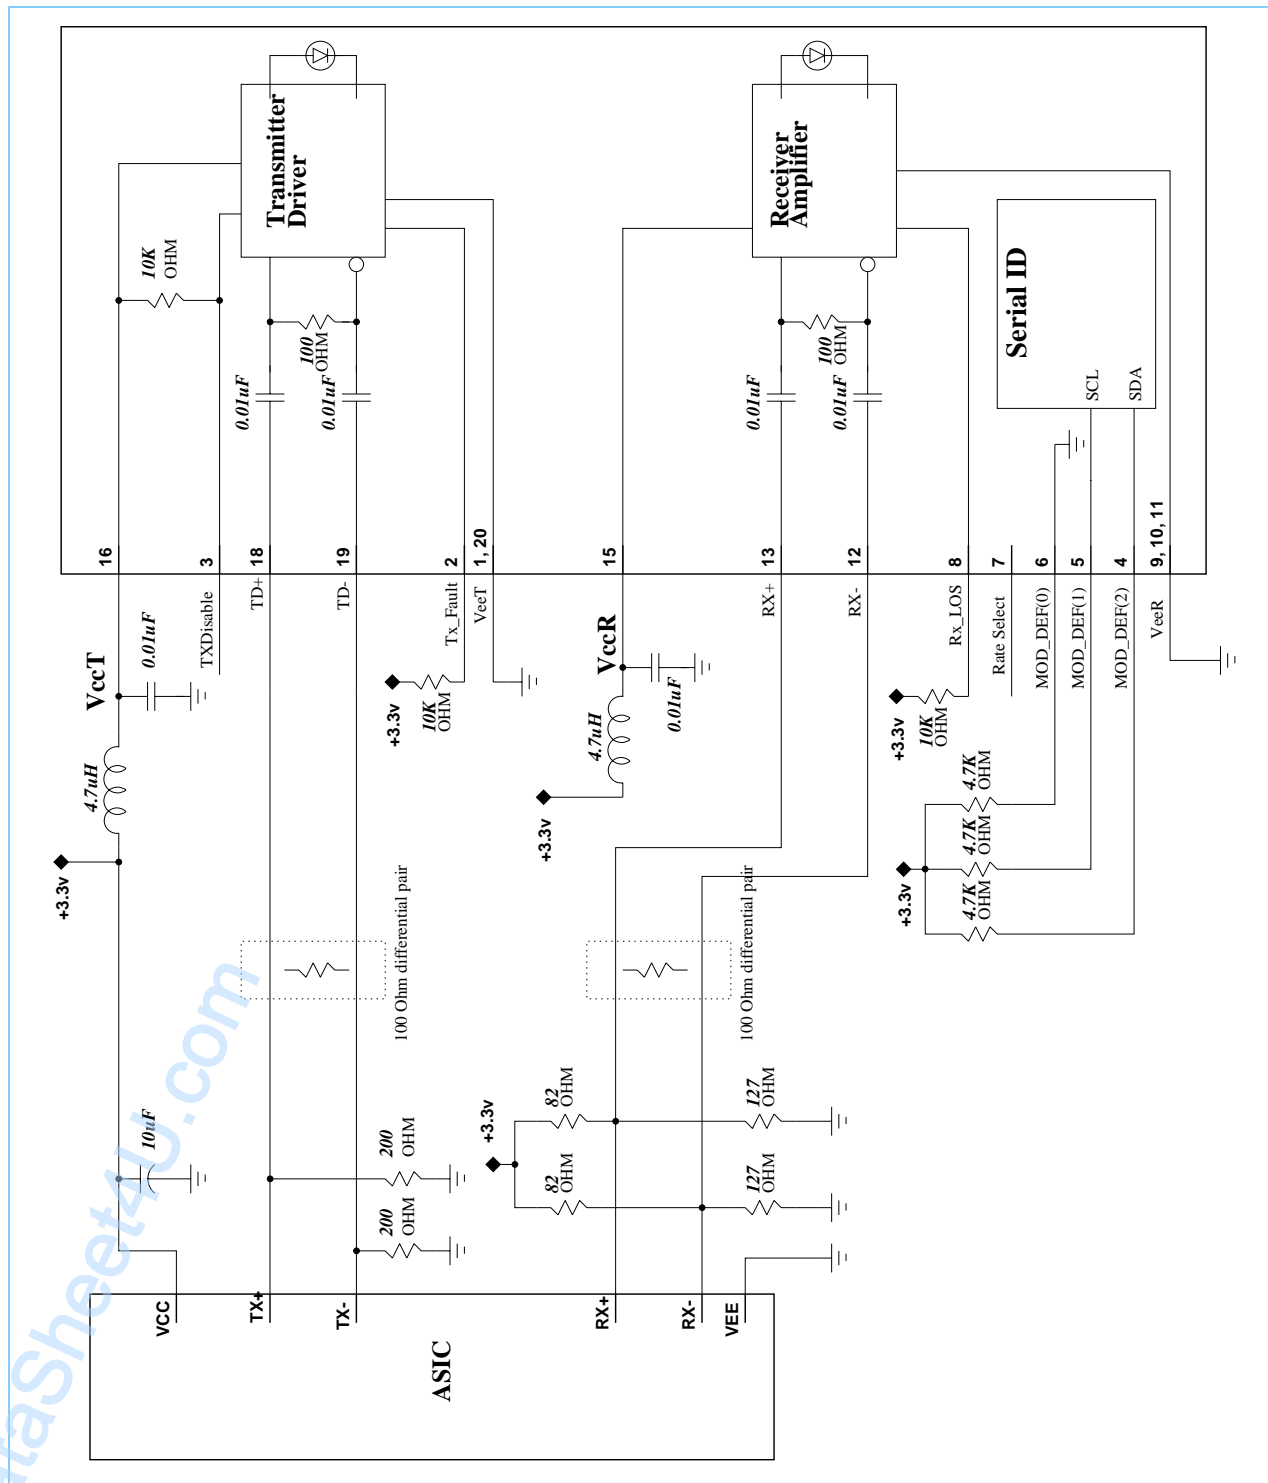 Transmitter
Driver
Receiver
Amplifier
Serial ID
SCL
SDA
10K
OHM
100
OHM
0.01uF
0.01uF
100
OHM
0.01uF
0.01uF
16
3
18
19
2
1, 20
15
13
12
8
7
6
5
4
9, 10, 11
VccT
0.01uF
TXDisable
TD+
TD-
Tx_Fault
VeeT
VccR
0.01uF
RX+
RX-
Rx_LOS
Rate Select
MOD_DEF(0)
MOD_DEF(1)
MOD_DEF(2)
VeeR
4.7uH
+3.3v
+3.3v
10K
OHM
4.7uH
+3.3v
+3.3v
10K
OHM
+3.3v
4.7K
OHM
4.7K
OHM
4.7K
OHM
100 Ohm differential pair
100 Ohm differential pair
10uF
200
OHM
200
OHM
+3.3v
82
OHM
82
OHM
127
OHM
127
OHM
VCC
TX+
TX-
RX+
RX-
VEE
ASIC
ataSheet4U.com